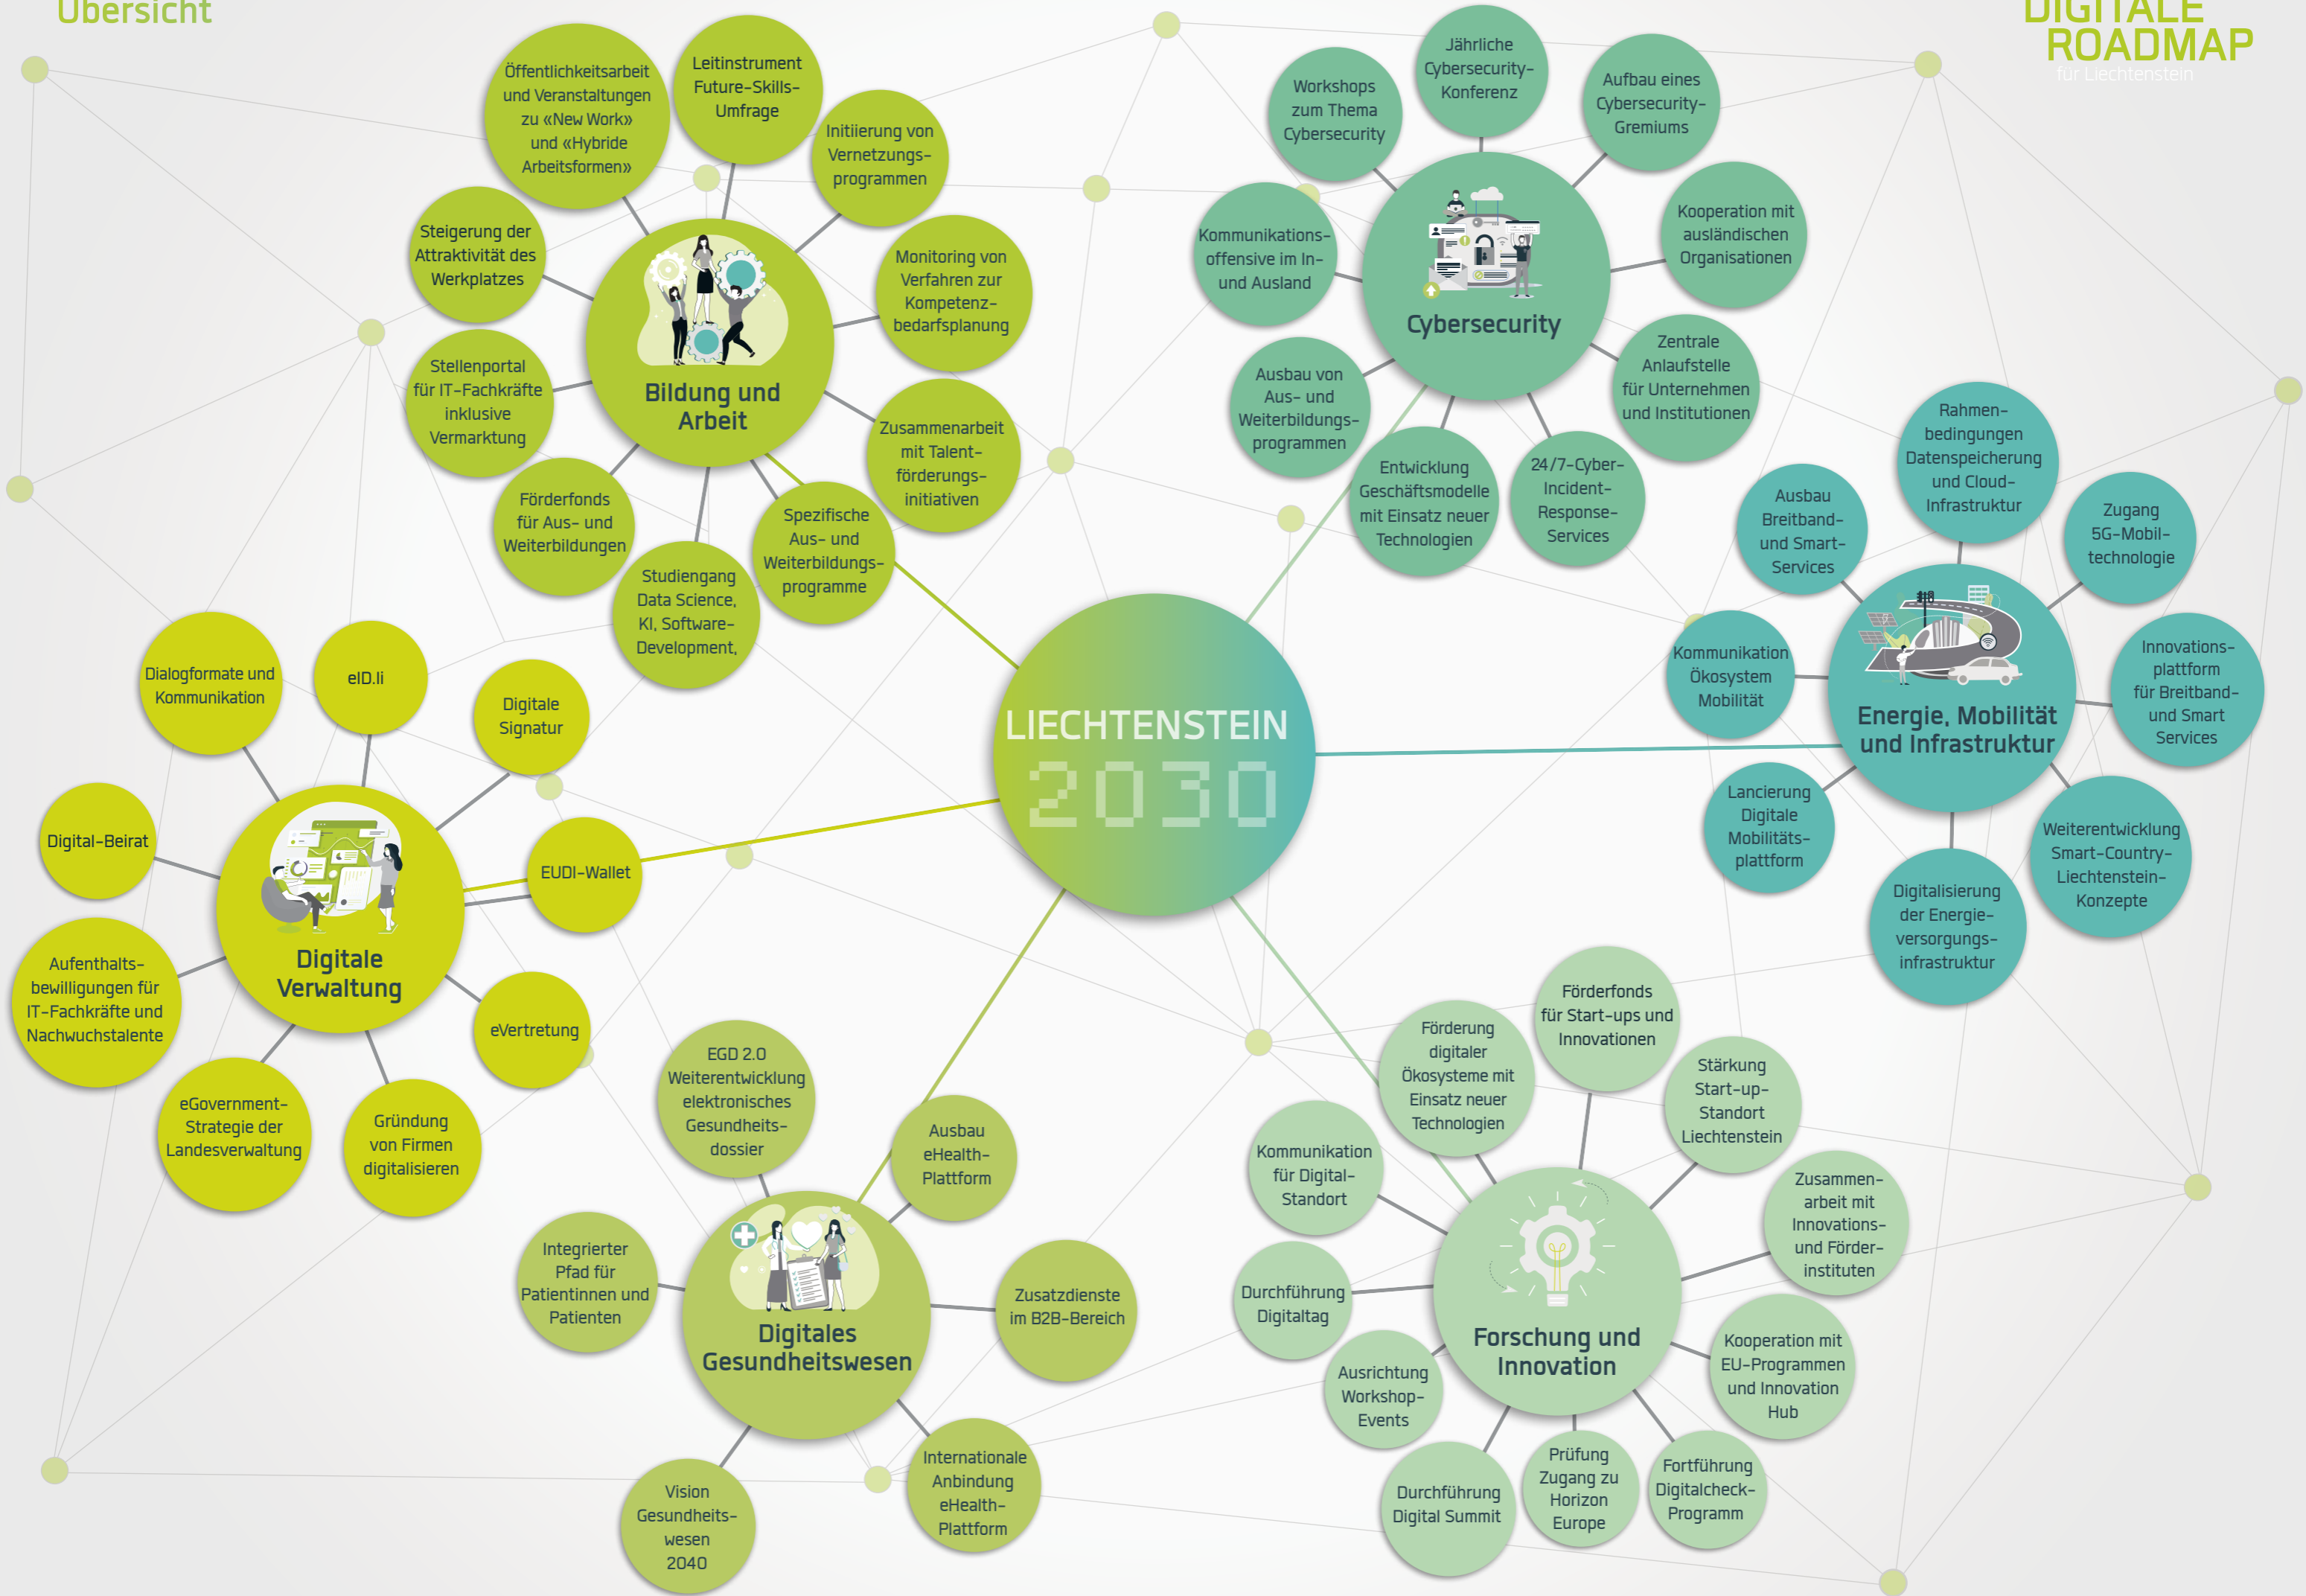 Übersicht
DIGITALE
ROADMAP
für Liechtenstein
Öffentlichkeitsarbeit
und Veranstaltungen
zu «New Work»
und «Hybride
Arbeitsformen»
Leitinstrument
Future-Skills-
Umfrage
Initiierung von
Vernetzungs-
programmen
Monitoring von
Verfahren zur
Kompetenz-
bedarfsplanung
Zusammenarbeit
mit Talent-
förderungs-
initiativen
Spezifische
Aus- und
Weiterbildungs-
programme
Studiengang
Data Science,
KI, Software-
Development,
Förderfonds
für Aus- und
Weiterbildungen
Stellenportal
für IT-Fachkräfte
inklusive
Vermarktung
Steigerung der
Attraktivität des
Werkplatzes
Bildung und
Arbeit
Workshops
zum Thema
Cybersecurity
Jährliche
Cybersecurity-
Konferenz
Aufbau eines
Cybersecurity-
Gremiums
Kooperation mit
ausländischen
Organisationen
Zentrale
Anlaufstelle
für Unternehmen
und Institutionen
24/7-Cyber-
Incident-
Response-
Services
Entwicklung
Geschäftsmodelle
mit Einsatz neuer
Technologien
Ausbau von
Aus- und
Weiterbildungs-
programmen
Kommunikations-
offensive im In-
und Ausland
Cybersecurity
Rahmen-
bedingungen
Datenspeicherung
und Cloud-
Infrastruktur
Zugang
5G-Mobil-
technologie
Innovations-
plattform
für Breitband-
und Smart
Services
Weiterentwicklung
Smart-Country-
Liechtenstein-
Konzepte
Digitalisierung
der Energie-
versorgungs-
infrastruktur
Lancierung
Digitale
Mobilitäts-
plattform
Kommunikation
Ökosystem
Mobilität
Ausbau
Breitband-
und Smart-
Services
Energie, Mobilität
und Infrastruktur
LIECHTENSTEIN
2030
Dialogformate und
Kommunikation
eID.li
Digitale
Signatur
EUDI-Wallet
eVertretung
Gründung
von Firmen
digitalisieren
eGovernment-
Strategie der
Landesverwaltung
Aufenthalts-
bewilligungen für
IT-Fachkräfte und
Nachwuchstalente
Digital-Beirat
Digitale
Verwaltung
EGD 2.0
Weiterentwicklung
elektronisches
Gesundheits-
dossier
Ausbau
eHealth-
Plattform
Zusatzdienste
im B2B-Bereich
Internationale
Anbindung
eHealth-
Plattform
Vision
Gesundheits-
wesen
2040
Integrierter
Pfad für
Patientinnen und
Patienten
Digitales
Gesundheitswesen
Förderung
digitaler
Ökosysteme mit
Einsatz neuer
Technologien
Förderfonds
für Start-ups und
Innovationen
Stärkung
Start-up-
Standort
Liechtenstein
Zusammen-
arbeit mit
Innovations-
und Förder-
instituten
Kooperation mit
EU-Programmen
und Innovation
Hub
Fortführung
Digitalcheck-
Programm
Prüfung
Zugang zu
Horizon
Europe
Durchführung
Digital Summit
Ausrichtung
Workshop-
Events
Durchführung
Digitaltag
Kommunikation
für Digital-
Standort
Forschung und
Innovation